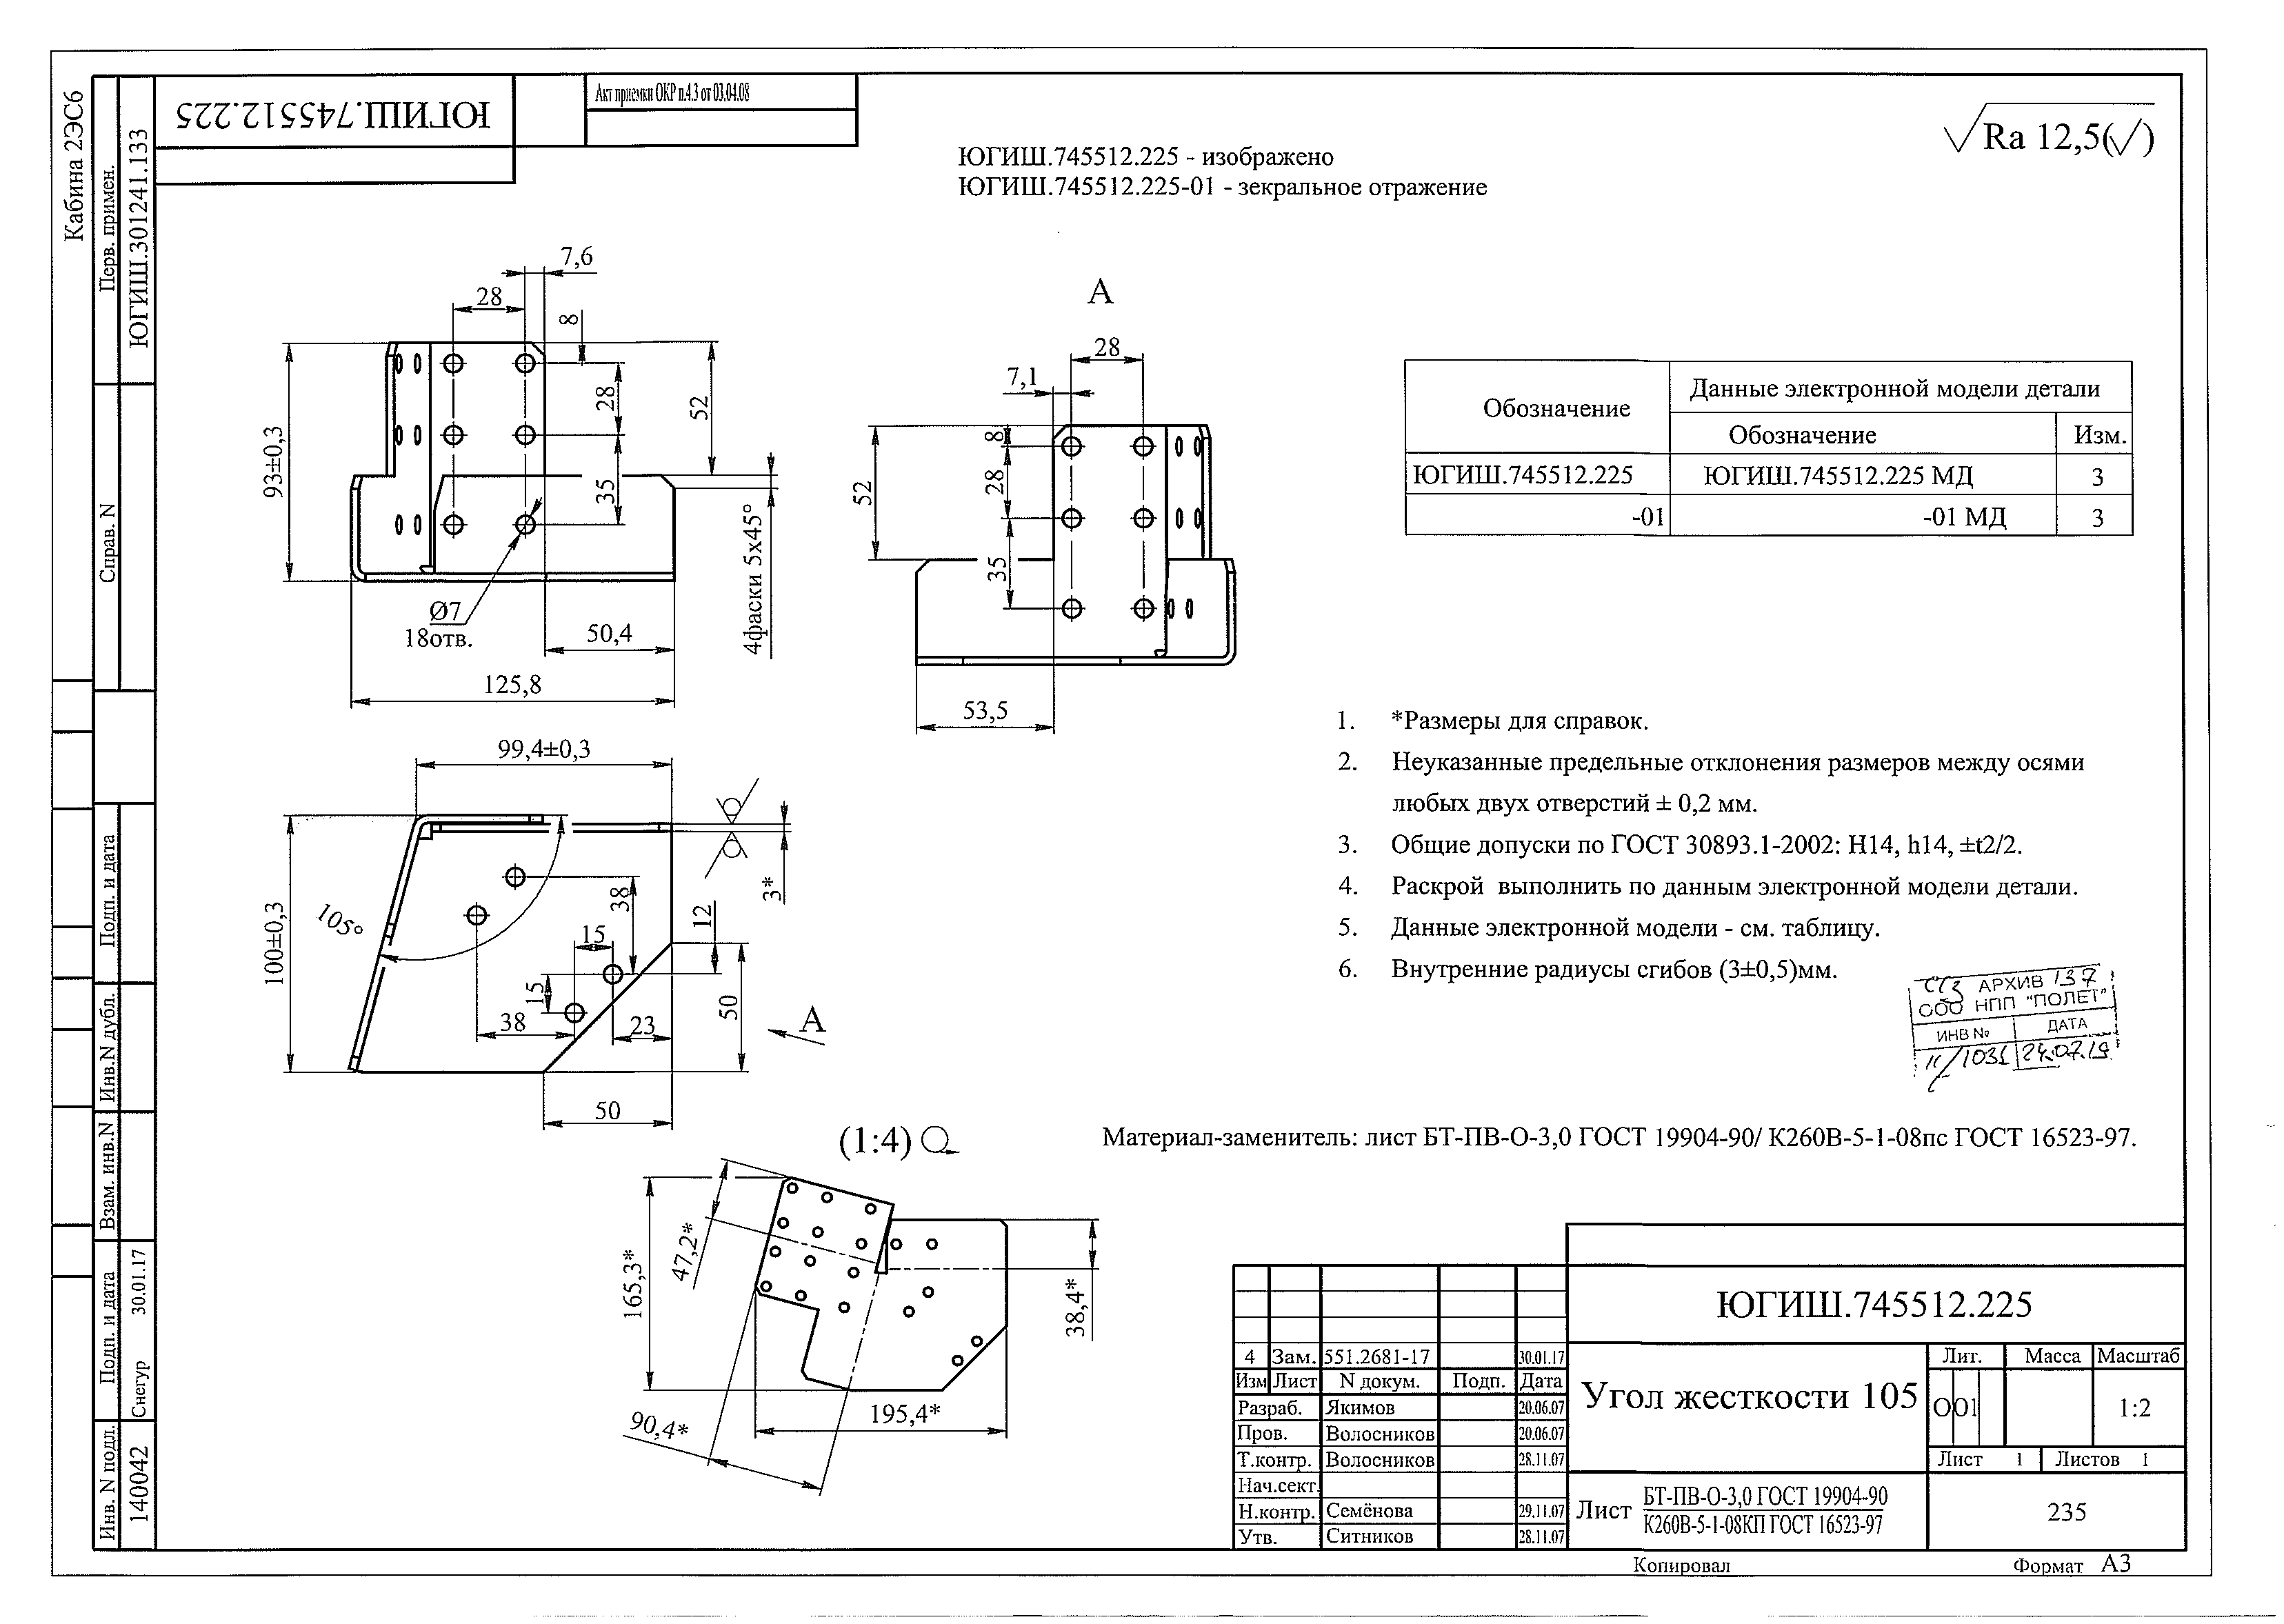 Кабина 2ЭС6
Перв. примен.
ЮГИШ.301241.133
Справ. N
Подп. и дата
Инв.N дубл.
Взам. инв.N
Подп. и дата
Снегур 30.01.17
Инв. N подл.
140042
ЮГИШ.745512.225
Акт приемки ОКР п.4.3 от 03.04.08
ЮГИШ.745512.225 - изображено
ЮГИШ.745512.225-01 - зекральное отражение
Ra 12,5(√)
7,6
28
8
93±0,3
28
52
35
4фаски 5х45°
Ø7
18отв.
50,4
125,8
А
28
7,1
8
52
28
35
53,5
Обозначение
Данные электронной модели детали
Обозначение
Изм.
ЮГИШ.745512.225
ЮГИШ.745512.225 МД
3
-01
-01 МД
3
99,4±0,3
105°
100±0,3
38
12
3*
15
15
38
23
50
А
50
1. *Размеры для справок.
2. Неуказанные предельные отклонения размеров между осями
любых двух отверстий ± 0,2 мм.
3. Общие допуски по ГОСТ 30893.1-2002: Н14, h14, ±t2/2.
4. Раскрой выполнить по данным электронной модели детали.
5. Данные электронной модели - см. таблицу.
6. Внутренние радиусы сгибов (3±0,5)мм.
АРХИВ 137
ООО НПП "ПОЛЕТ"
ИНВ № ДАТА
/1031 24.07.19
(1:4)
Материал-заменитель: лист БТ-ПВ-О-3,0 ГОСТ 19904-90/ К260В-5-1-08пс ГОСТ 16523-97.
47,2*
165,3*
38,4*
195,4*
90,4*
ЮГИШ.745512.225
4 Зам. 551.2681-17 30.01.17
Изм Лист N докум. Подп. Дата
Разраб. Якимов 20.06.07
Пров. Волосников 20.06.07
Т.контр. Волосников 28.11.07
Нач.сект.
Н.контр. Семёнова 29.11.07
Утв. Ситников 28.11.07
Угол жесткости 105
Лит. Масса Масштаб
О О1 1:2
Лист 1 Листов 1
Лист
БТ-ПВ-О-3,0 ГОСТ 19904-90
К260В-5-1-08КП ГОСТ 16523-97
235
Копировал
Формат А3